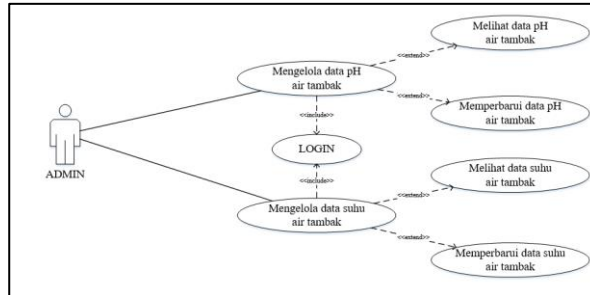 Melihat data pH
air tambak
<<extend>>
Mengelola data pH
air tambak
<<extend>>
Memperbarui data pH
air tambak
<<include>>
LOGIN
ADMIN
<<include>>
Melihat data suhu
air tambak
<<extend>>
Mengelola data suhu
air tambak
<<extend>>
Memperbarui data suhu
air tambak